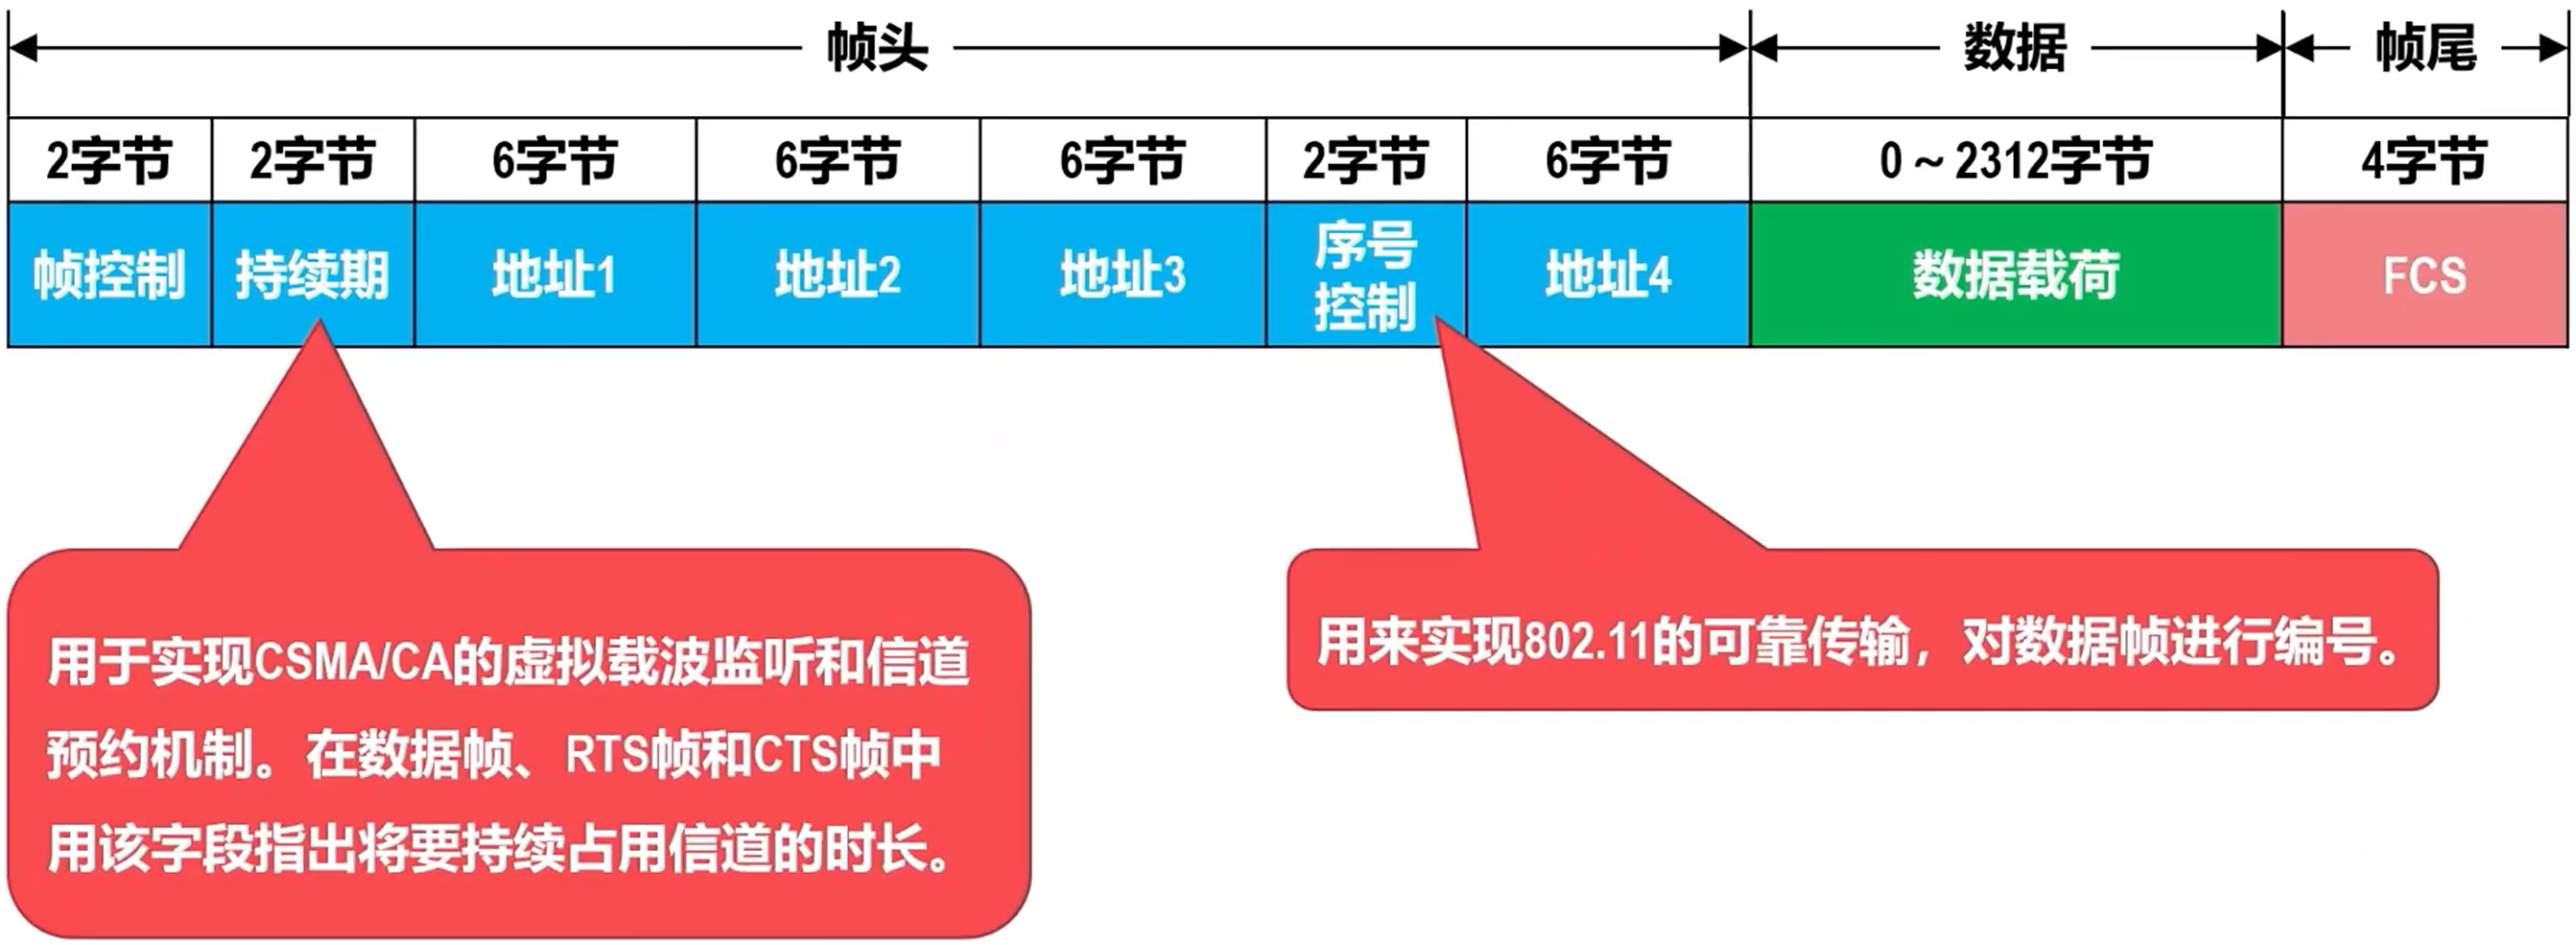 帧头 数据 帧尾
2字节 2字节 6字节 6字节 6字节 2字节 6字节 0～2312字节 4字节
帧控制 持续期 地址1 地址2 地址3 序号 地址4 数据载荷 FCS
控制
用于实现CSMA/CA的虚拟载波监听和信道
预约机制。在数据帧、RTS帧和CTS帧中
用该字段指出将要持续占用信道的时长。
用来实现802.11的可靠传输，对数据帧进行编号。